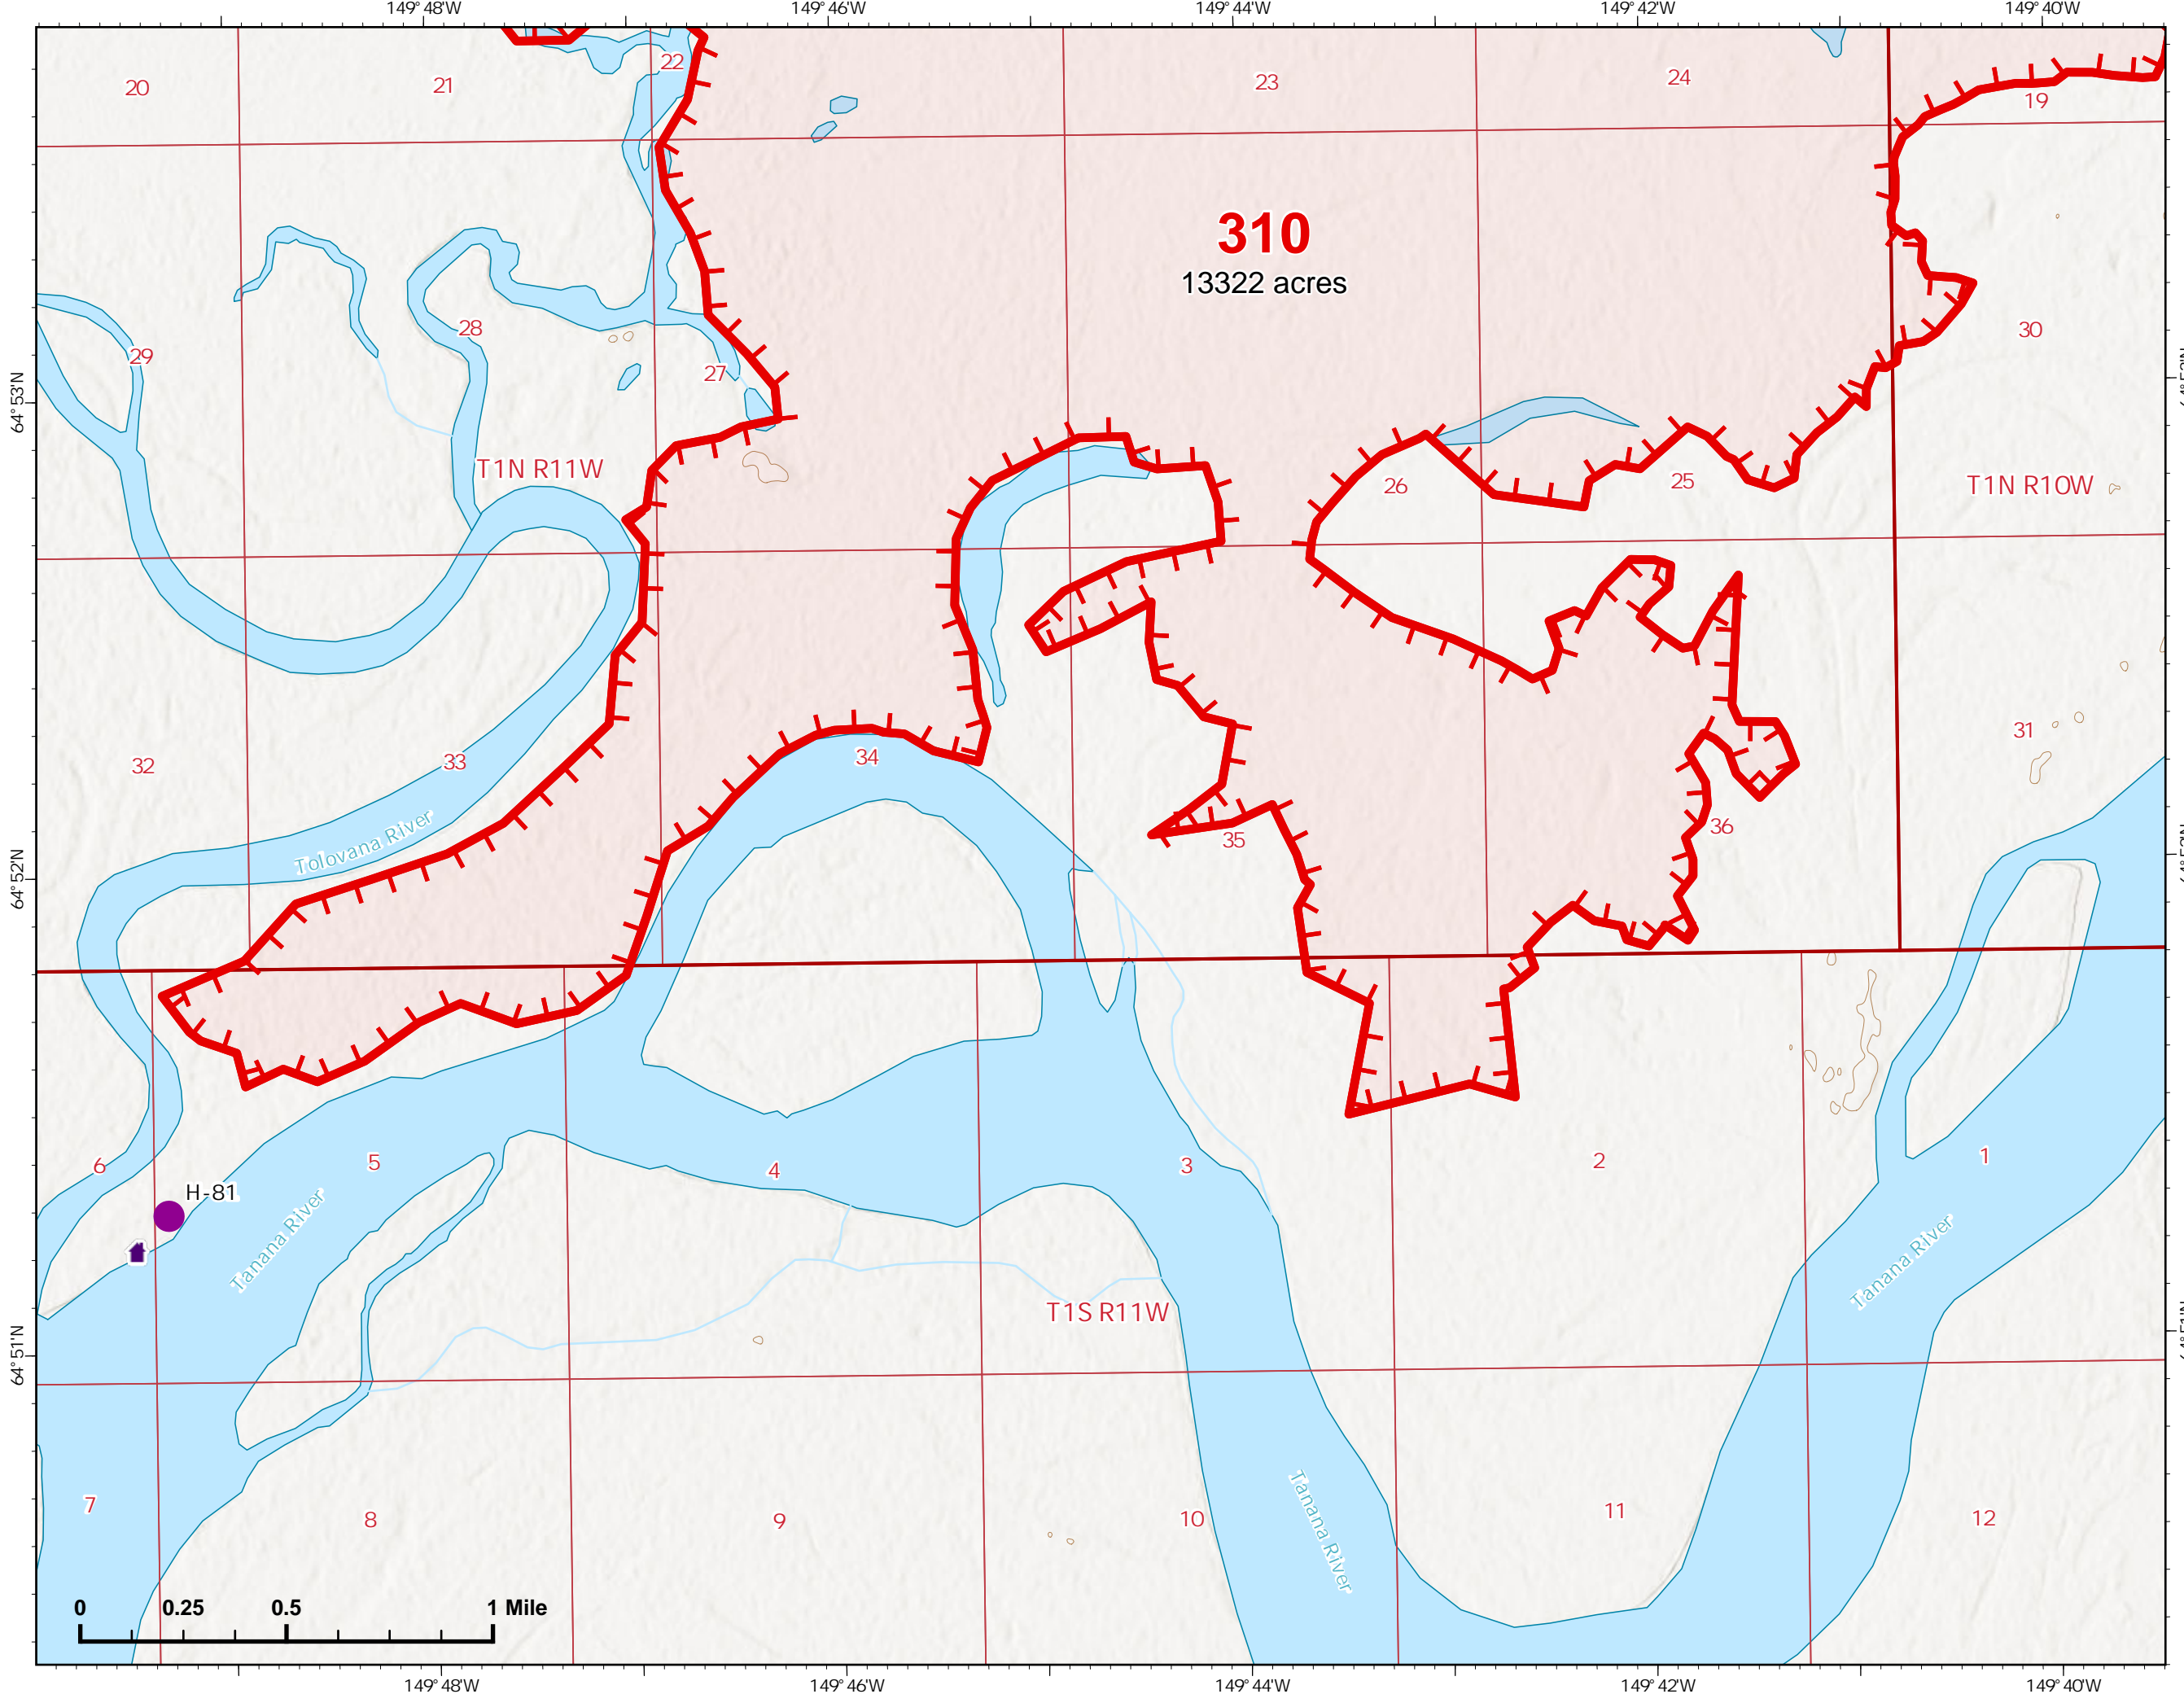 149°48'W 149°46'W 149°44'W 149°42'W 149°40'W
22
20 21 23 24
19
310
13322 acres
28 30
29
27
64°53'N
T1N R11W
26 25 T1N R10W
31
32 33 34
36
Tolovana River 35
64°52'N
6 5 4 3 2 1
H-81
Tanana River
Tanana River
T1S R11W
64°51'N
7 8 9 10 11 12
Tanana River
0 0.25 0.5 1 Mile
149°48'W 149°46'W 149°44'W 149°42'W 149°40'W